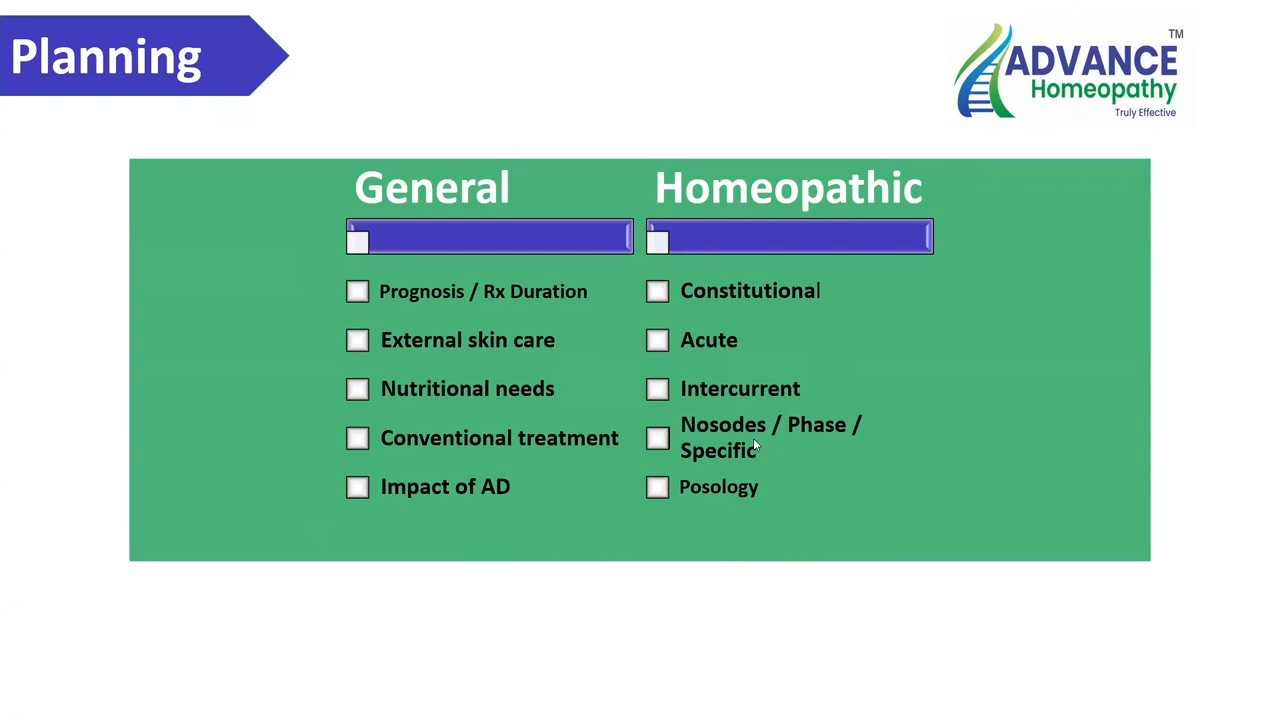 Planning
TM
ADVANCE
Homeopathy
Truly Effective
General
Prognosis / Rx Duration
External skin care
Nutritional needs
Conventional treatment
Impact of AD
Homeopathic
Constitutional
Acute
Intercurrent
Nosodes / Phase /
Specific
Posology